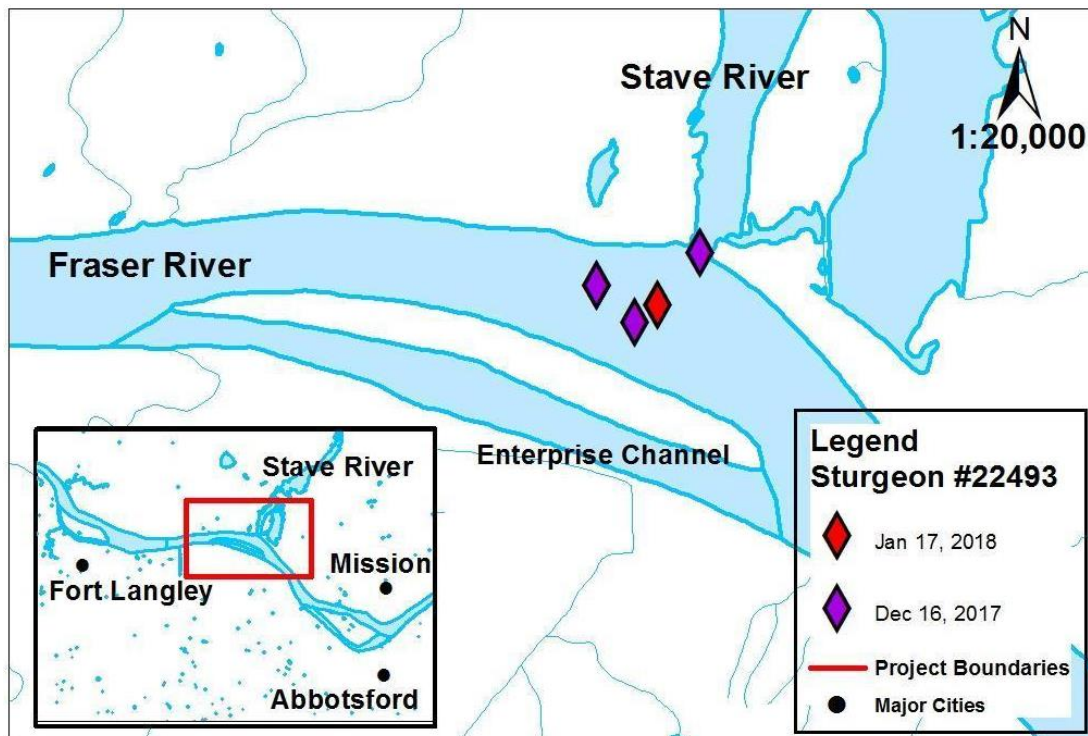 Stave River
N
1:20,000
Fraser River
Enterprise Channel
Legend
Sturgeon #22493
Jan 17, 2018
Dec 16, 2017
Project Boundaries
Major Cities
Stave River
Mission
Fort Langley
Abbotsford